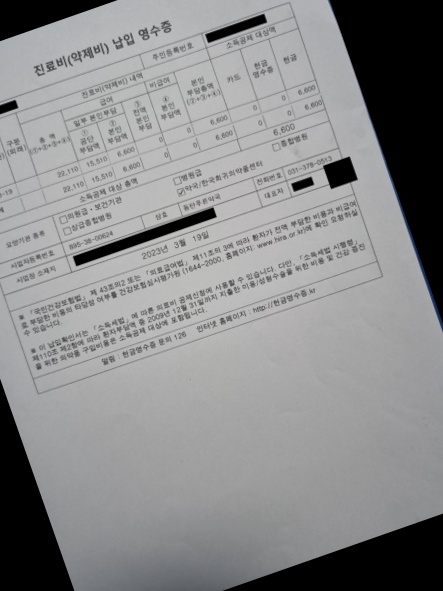 진료비(약제비) 납입 영수증
주민등록번호
진료비(약제비) 내역 소득공제 대상액
급여 비급여
일부 본인부담
구분 총 액 ① 공단 부담액 ② 본인 부담액 ③ 전액 본인 부담 ④ 본인 부담액 본인 부담총액 카드 현금 영수증 현금
(①+②+③+④) (②+③+④)
22,110 15,510 6,600 0 0 6,600 0 0 6,600
22,110 15,510 6,600 0 0 6,600 0 0 6,600
소득공제 대상 총액 6,600
요양기관 종류 □의원급·보건기관 □병원급 □종합병원
□상급종합병원 ☑약국/한국희귀의약품센터
사업자등록번호 695-38-00624 상호 동탄푸른약국 전화번호 031-378-0513
사업장 소재지 대표자
2023년 3월 19일
※ 「국민건강보험법」 제 43조의2 또는 「의료급여법」 제11조의 3에 따라 환자가 전액 부담한 비용과 비급여
로 부담한 비용의 타당성 여부를 건강보험심사평가원 (1644-2000, 홈페이지: www.hira.or.kr)에 확인 요청하실
수 있습니다.
※ 이 납입확인서는 「소득세법」에 따른 의료비 공제신청에 사용할 수 있습니다. 다만, 「소득세법 시행령」
제110조 제2항에 따라 환자부담액 중 2009년 12월 31일까지 지출한 미용/성형수술을 위한 비용 및 건강 증진
을 위한 의약품 구입비용은 소득공제 대상에 포함됩니다.
알림 : 현금영수증 문의 126 인터넷 홈페이지 : http://현금영수증.kr